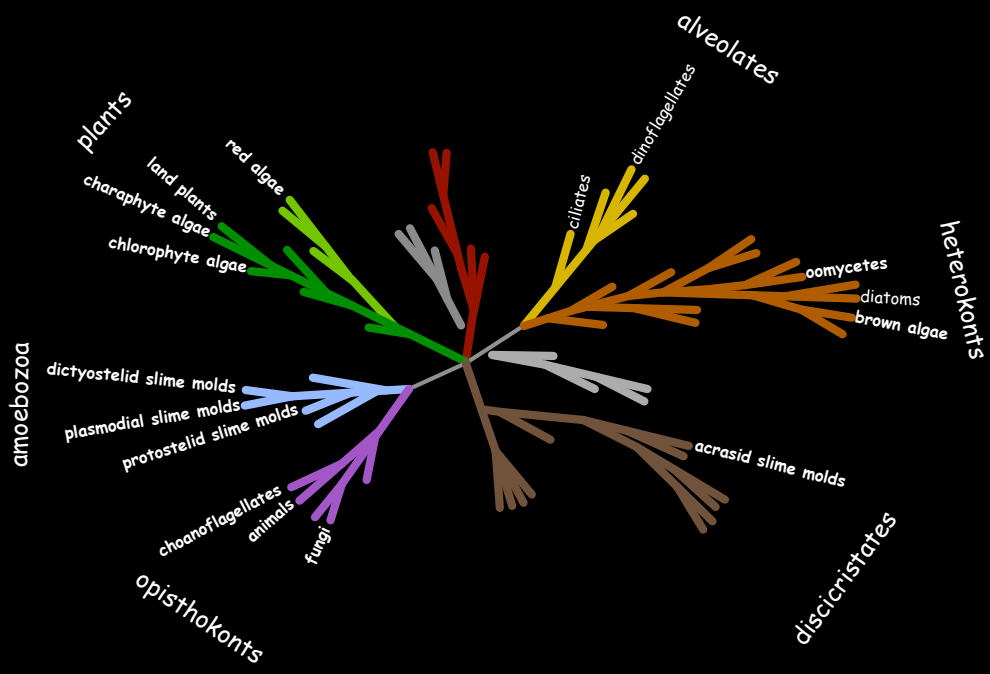 alveolates
plants
dinoflagellates
red algae
ciliates
land plants
charaphyte algae
chlorophyte algae
heterokonts
oomycetes
diatoms
brown algae
amoebozoa
dictyostelid slime molds
plasmodial slime molds
protostelid slime molds
acrasid slime molds
choanoflagellates
animals
fungi
discicristates
opisthokonts